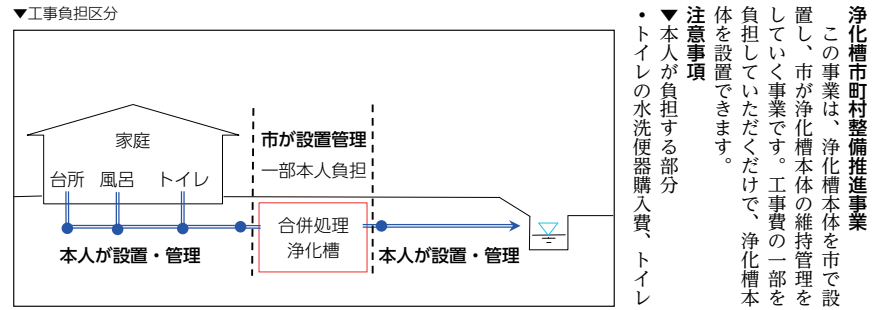 浄化槽市町村整備推進事業
この事業は、浄化槽本体を市で設
置し、市が浄化槽本体の維持管理を
していく事業です。工事費の一部を
負担していただくだけで、浄化槽本
体を設置できます。
注意事項
▼本人が負担する部分
・トイレの水洗便器購入費、トイレ
▼工事負担区分
家庭
台所 風呂 トイレ
市が設置管理
一部本人負担
合併処理
浄化槽
本人が設置・管理
本人が設置・管理